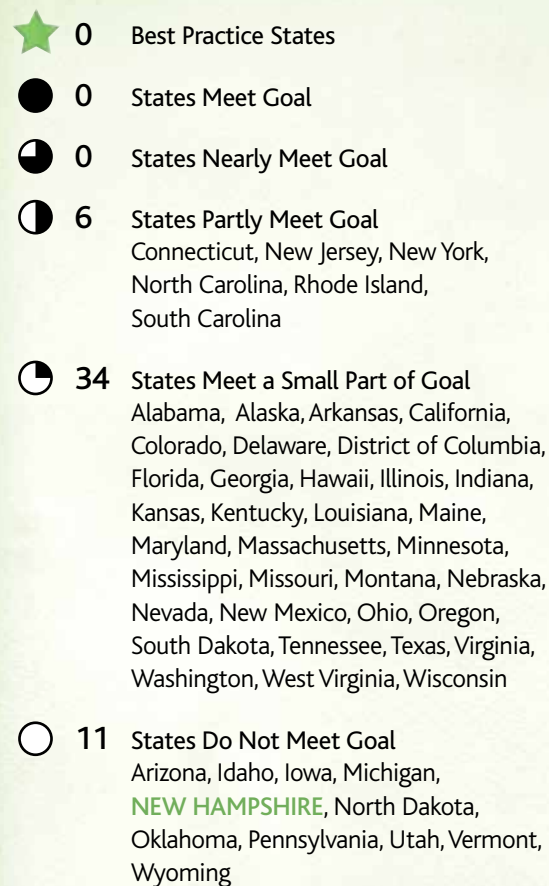 0 Best Practice States
0 States Meet Goal
0 States Nearly Meet Goal
6 States Partly Meet Goal
Connecticut, New Jersey, New York,
North Carolina, Rhode Island,
South Carolina
34 States Meet a Small Part of Goal
Alabama, Alaska, Arkansas, California,
Colorado, Delaware, District of Columbia,
Florida, Georgia, Hawaii, Illinois, Indiana,
Kansas, Kentucky, Louisiana, Maine,
Maryland, Massachusetts, Minnesota,
Mississippi, Missouri, Montana, Nebraska,
Nevada, New Mexico, Ohio, Oregon,
South Dakota, Tennessee, Texas, Virginia,
Washington, West Virginia, Wisconsin
11 States Do Not Meet Goal
Arizona, Idaho, Iowa, Michigan,
NEW HAMPSHIRE, North Dakota,
Oklahoma, Pennsylvania, Utah, Vermont,
Wyoming